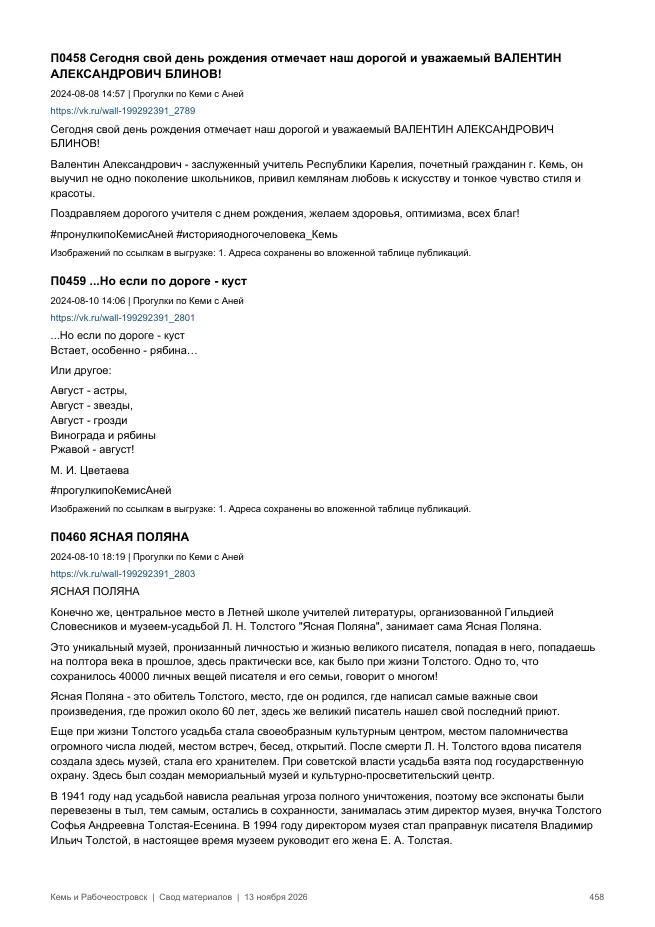 П0458 Сегодня свой день рождения отмечает наш дорогой и уважаемый ВАЛЕНТИН
АЛЕКСАНДРОВИЧ БЛИНОВ!
2024-08-08 14:57 | Прогулки по Кеми с Аней
https://vk.ru/wall-199292391_2789
Сегодня свой день рождения отмечает наш дорогой и уважаемый ВАЛЕНТИН АЛЕКСАНДРОВИЧ
БЛИНОВ!
Валентин Александрович - заслуженный учитель Республики Карелия, почетный гражданин г. Кемь, он
выучил не одно поколение школьников, привил кемлянам любовь к искусству и тонкое чувство стиля и
красоты.
Поздравляем дорогого учителя с днем рождения, желаем здоровья, оптимизма, всех благ!
#пронулкипоКемисАней #историяодногочеловека_Кемь
Изображений по ссылкам в выгрузке: 1. Адреса сохранены во вложенной таблице публикаций.
П0459 ...Но если по дороге - куст
2024-08-10 14:06 | Прогулки по Кеми с Аней
https://vk.ru/wall-199292391_2801
...Но если по дороге - куст
Встает, особенно - рябина…
Или другое:
Август - астры,
Август - звезды,
Август - грозди
Винограда и рябины
Ржавой - август!
М. И. Цветаева
#прогулкипоКемисАней
Изображений по ссылкам в выгрузке: 1. Адреса сохранены во вложенной таблице публикаций.
П0460 ЯСНАЯ ПОЛЯНА
2024-08-10 18:19 | Прогулки по Кеми с Аней
https://vk.ru/wall-199292391_2803
ЯСНАЯ ПОЛЯНА
Конечно же, центральное место в Летней школе учителей литературы, организованной Гильдией
Словесников и музеем-усадьбой Л. Н. Толстого "Ясная Поляна", занимает сама Ясная Поляна.
Это уникальный музей, пронизанный личностью и жизнью великого писателя, попадая в него, попадаешь
на полтора века в прошлое, здесь практически все, как было при жизни Толстого. Одно то, что
сохранилось 40000 личных вещей писателя и его семьи, говорит о многом!
Ясная Поляна - это обитель Толстого, место, где он родился, где написал самые важные свои
произведения, где прожил около 60 лет, здесь же великий писатель нашел свой последний приют.
Еще при жизни Толстого усадьба стала своеобразным культурным центром, местом паломничества
огромного числа людей, местом встреч, бесед, открытий. После смерти Л. Н. Толстого вдова писателя
создала здесь музей, стала его хранителем. При советской власти усадьба взята под государственную
охрану. Здесь был создан мемориальный музей и культурно-просветительский центр.
В 1941 году над усадьбой нависла реальная угроза полного уничтожения, поэтому все экспонаты были
перевезены в тыл, тем самым, остались в сохранности, занималась этим директор музея, внучка Толстого
Софья Андреевна Толстая-Есенина. В 1994 году директором музея стал праправнук писателя Владимир
Ильич Толстой, в настоящее время музеем руководит его жена Е. А. Толстая.
Кемь и Рабочеостровск | Свод материалов | 13 ноября 2026
458